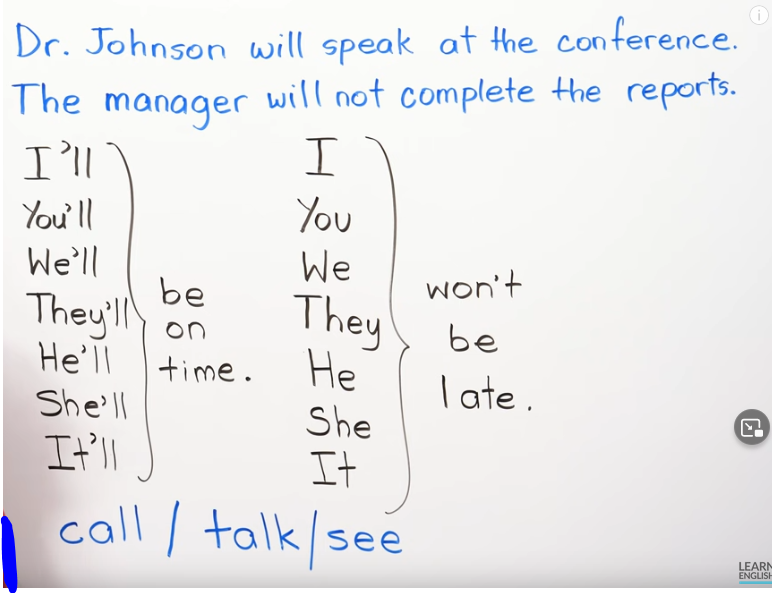 Dr. Johnson will speak at the conference.
The manager will not complete the reports.
I'll
You'll
We'll
They'll
He'll
She'll
It'll
be
on
time.
I
You
We
They
He
She
It
won't
be
late.
call / talk / see
LEARN
ENGLISH